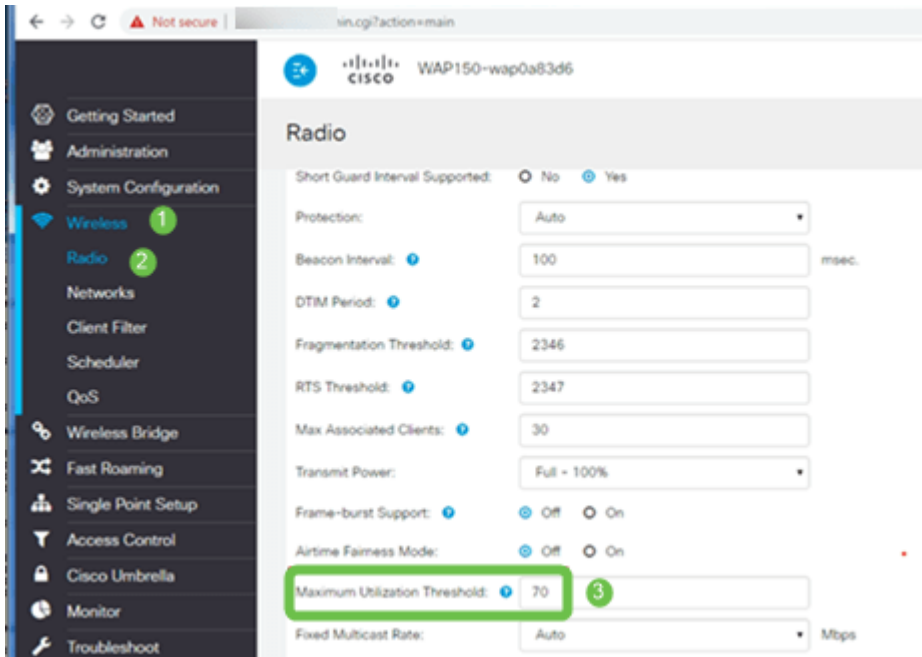 Not secure
in.cgi?action=main
CISCO WAP150-wap0a83d6
Getting Started
Administration
System Configuration
Wireless 1
Radio 2
Networks
Client Filter
Scheduler
QoS
Wireless Bridge
Fast Roaming
Single Point Setup
Access Control
Cisco Umbrella
Monitor
Troubleshoot
Radio
Short Guard Interval Supported: No Yes
Protection: Auto
Beacon Interval: 100 msec.
DTIM Period: 2
Fragmentation Threshold: 2346
RTS Threshold: 2347
Max Associated Clients: 30
Transmit Power: Full - 100%
Frame-burst Support: Off On
Airtime Fairness Mode: Off On
Maximum Utilization Threshold: 70 3
Fixed Multicast Rate: Auto Mbps